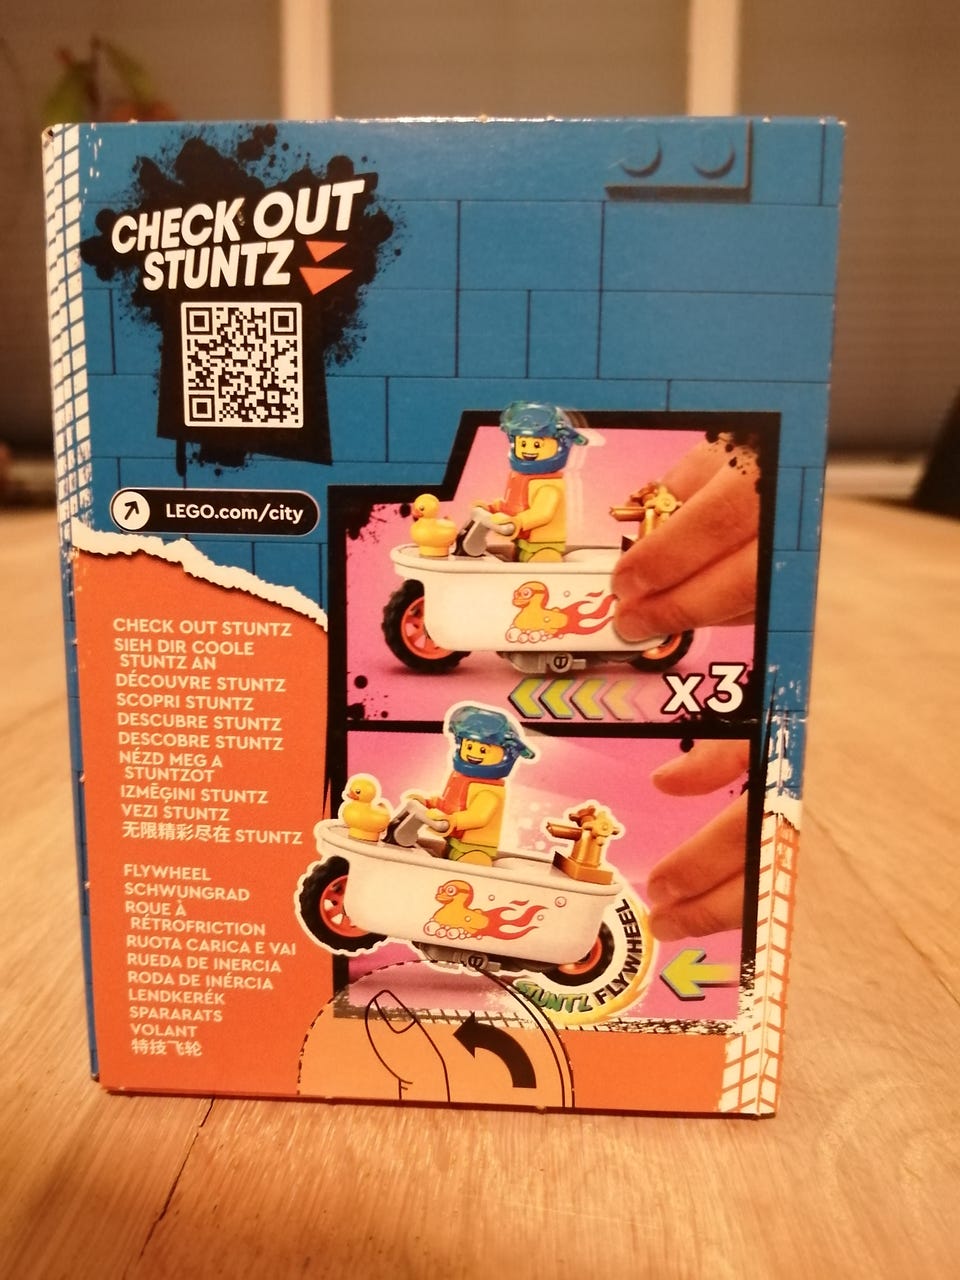 CHECK OUT
STUNTZ
LEGO.com/city
CHECK OUT STUNTZ
SIEH DIR COOLE
STUNTZ AN
DÉCOUVRE STUNTZ
SCOPRI STUNTZ
DESCUBRE STUNTZ
DESCOBRE STUNTZ
NÉZD MEG A
STUNTZOT
IZMĒĢINI STUNTZ
VEZI STUNTZ
无限精彩尽在 STUNTZ
FLYWHEEL
SCHWUNGRAD
ROUE À
RÉTROFRICTION
RUOTA CARICA E VAI
RUEDA DE INERCIA
RODA DE INÉRCIA
LENDKERÉK
SPARARATS
VOLANT
特技飞轮
x3
STUNTZ FLYWHEEL